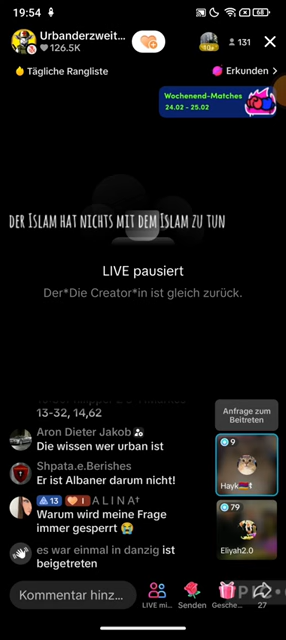 19:54
68
Urbanderzweit...
126.5K
131
Tägliche Rangliste
Erkunden >
Wochenend-Matches
24.02 - 25.02
DER ISLAM HAT NICHTS MIT DEM ISLAM ZU TUN
LIVE pausiert
Der*Die Creator*in ist gleich zurück.
13-32, 14,62
Anfrage zum
Beitreten
Aron Dieter Jakob
Die wissen wer urban ist
9
Hayk
Shpata.e.Berishes
Er ist Albaner darum nicht!
13 I A L I N A✝
Warum wird meine Frage
immer gesperrt 😭
79
Eliyah2.0
es war einmal in danzig ist
beigetreten
Kommentar hinz...
LIVE mi...
Senden
Gesche...
27